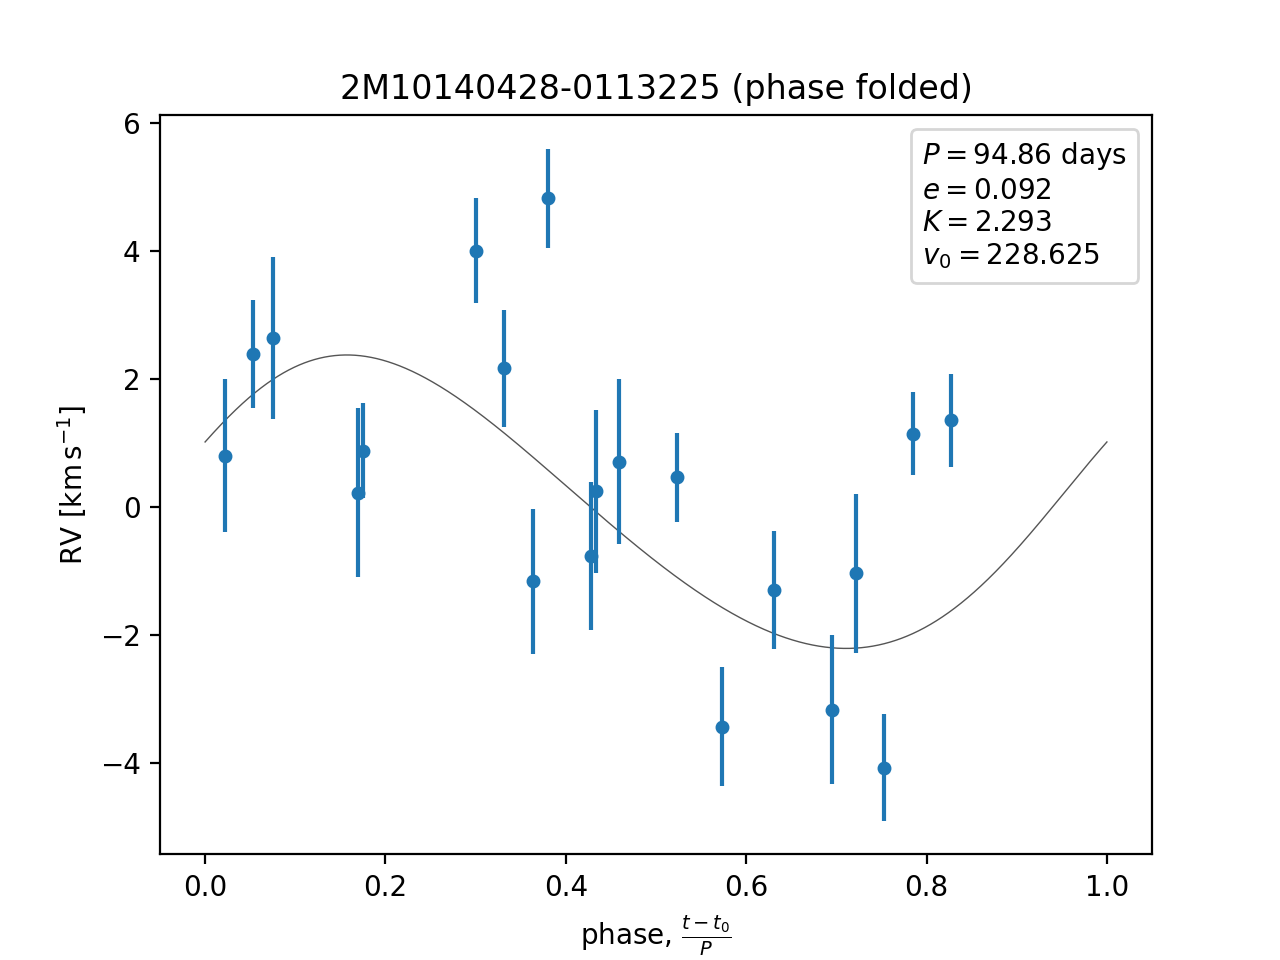 2M10140428-0113225 (phase folded)
P = 94.86 days
e = 0.092
K = 2.293
v₀ = 228.625
RV [km s⁻¹]
6
4
2
0
−2
−4
0.0 0.2 0.4 0.6 0.8 1.0
phase, (t − t₀)/P